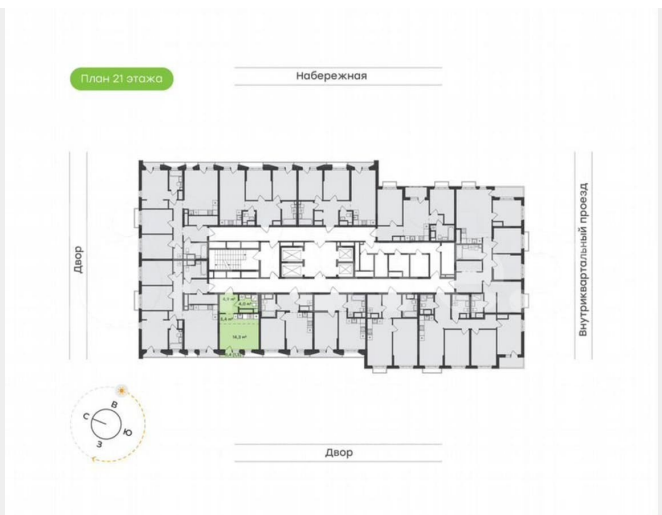 План 21 этажа
Набережная
Двор
Внутриквартальный проезд
В
С
Ю
З
Двор